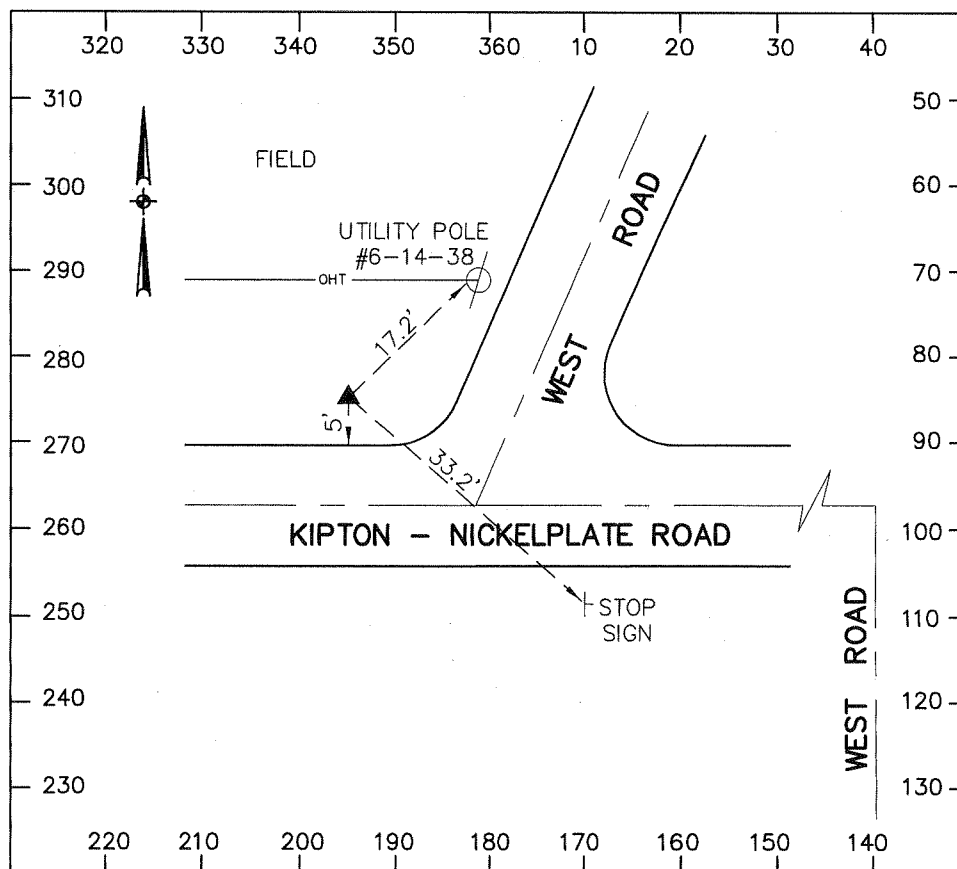 320 330 340 350 360 10 20
310 50
FIELD
300 60
ROAD
UTILITY POLE
#6-14-38
290 70
OHT
17.2'
280 80
WEST
5'
270 90
33.2'
260 100
KIPTON - NICKELPLATE ROAD
250 110
STOP
SIGN
WEST ROAD
240 120
230 130
220 210 200 190 180 170 160 150 140